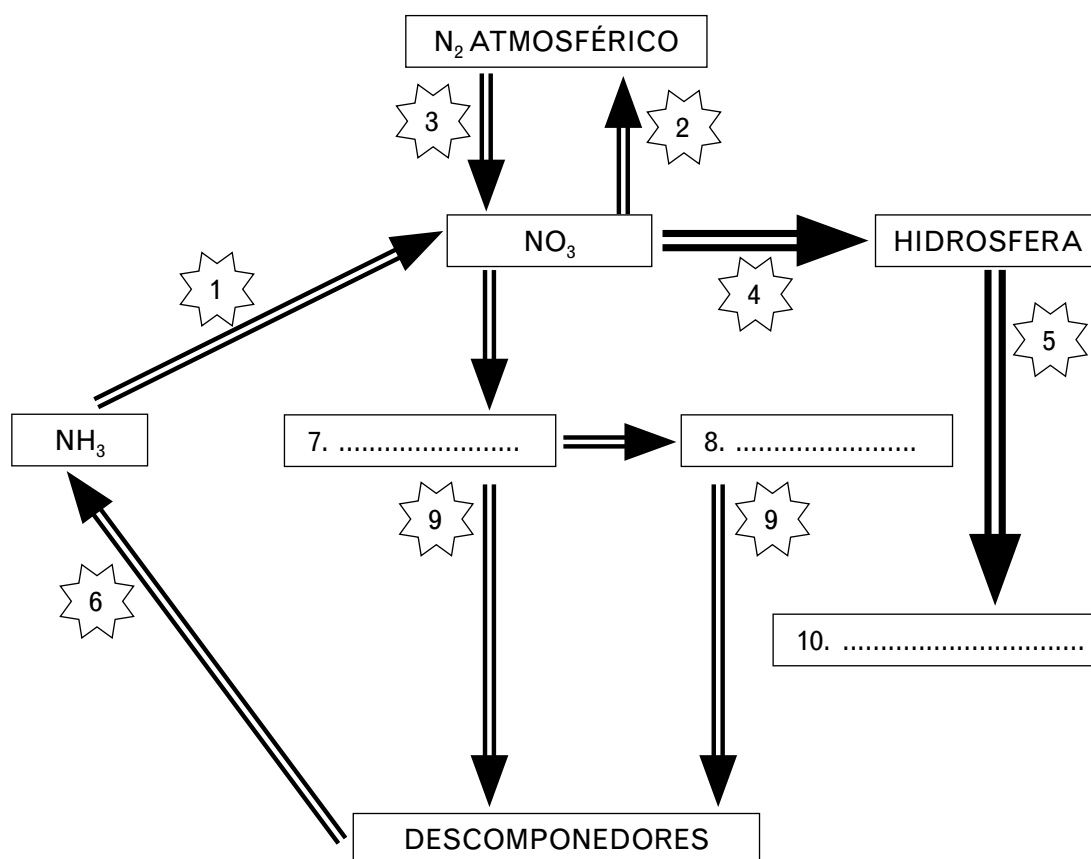 N₂ ATMOSFÉRICO
3
2
NO₃
HIDROSFERA
1
4
5
NH₃
7. ........................
8. ........................
9
9
6
10. ................................
DESCOMPONEDORES